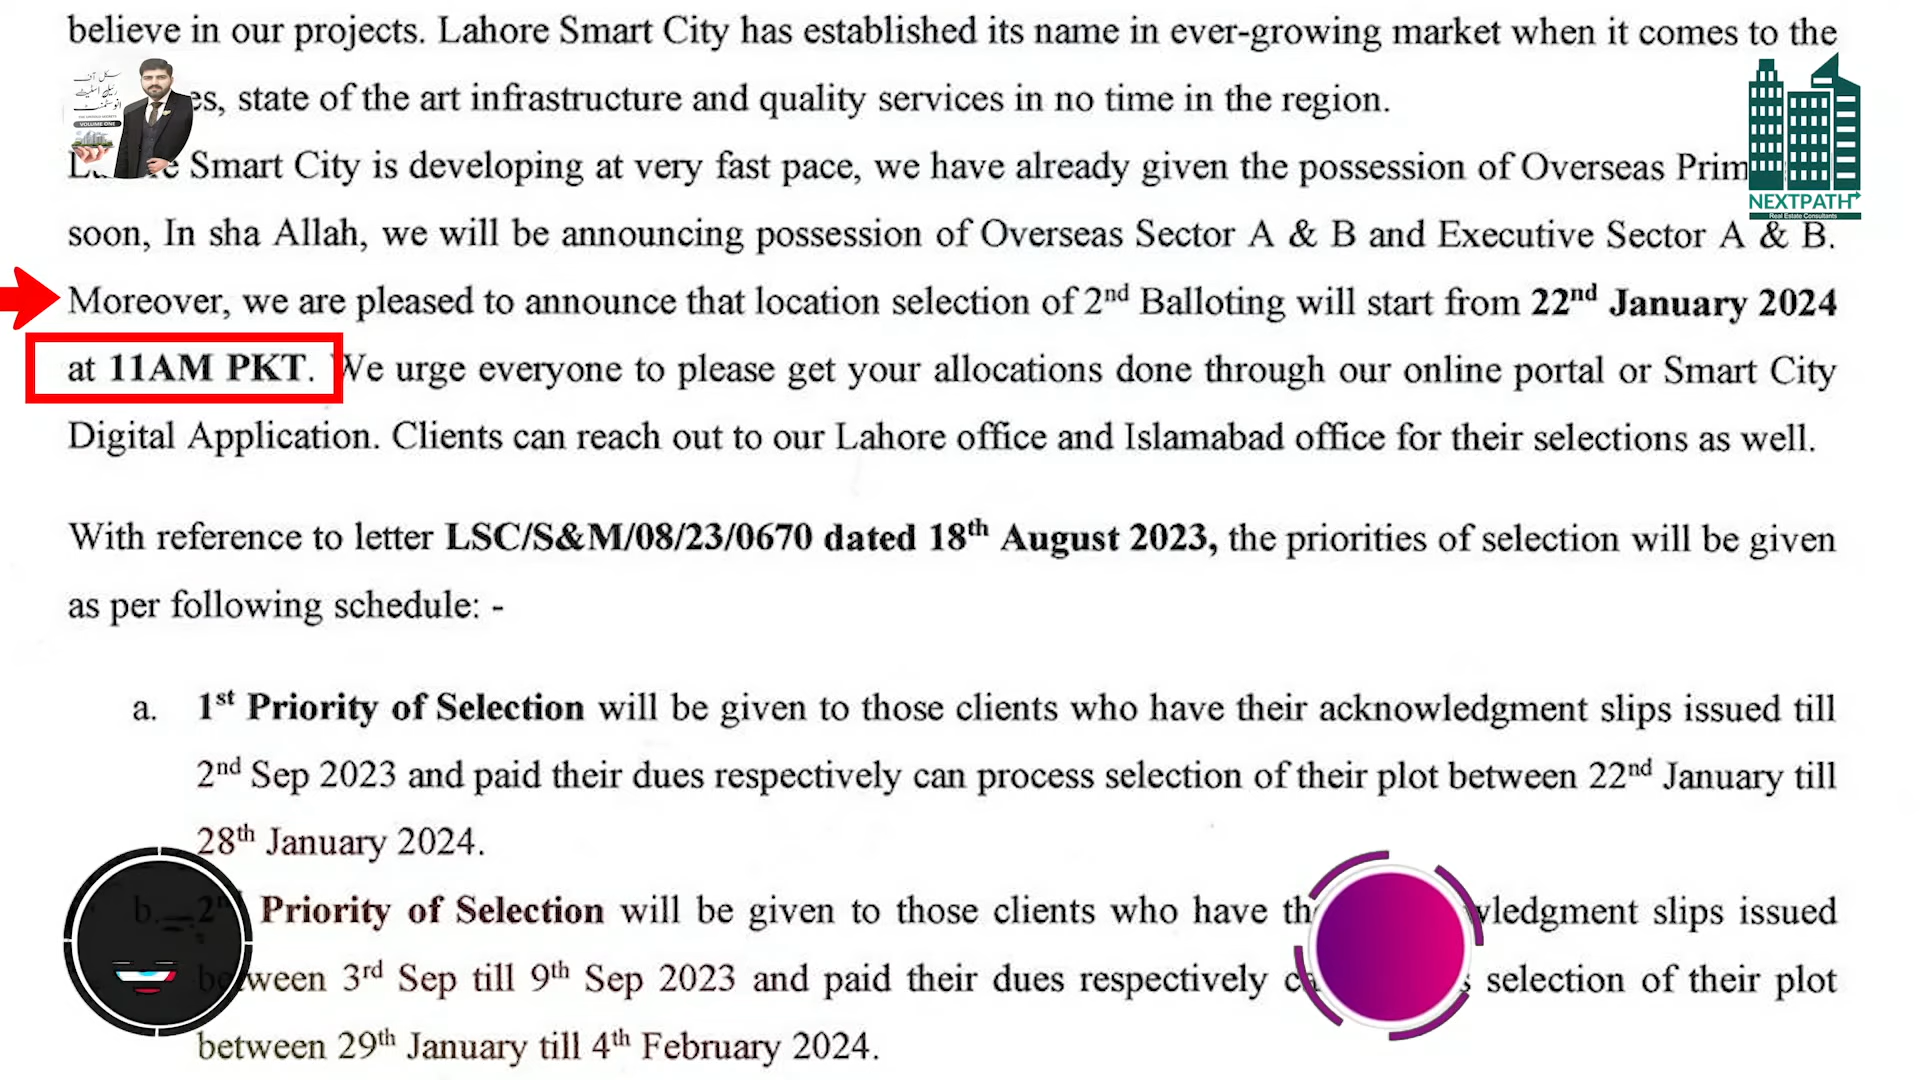 believe in our projects. Lahore Smart City has established its name in ever-growing market when it comes to the
es, state of the art infrastructure and quality services in no time in the region.
Smart City is developing at very fast pace, we have already given the possession of Overseas Prim
soon, In sha Allah, we will be announcing possession of Overseas Sector A & B and Executive Sector A & B.
Moreover, we are pleased to announce that location selection of 2nd Balloting will start from 22nd January 2024
at 11AM PKT. We urge everyone to please get your allocations done through our online portal or Smart City
Digital Application. Clients can reach out to our Lahore office and Islamabad office for their selections as well.
With reference to letter LSC/S&M/08/23/0670 dated 18th August 2023, the priorities of selection will be given
as per following schedule: -
a. 1st Priority of Selection will be given to those clients who have their acknowledgment slips issued till
2nd Sep 2023 and paid their dues respectively can process selection of their plot between 22nd January till
28th January 2024.
b. 2 Priority of Selection will be given to those clients who have th wledgment slips issued
between 3rd Sep till 9th Sep 2023 and paid their dues respectively selection of their plot
between 29th January till 4th February 2024.
VOLUME ONE
NEXTPATH
Real Estate Consultants